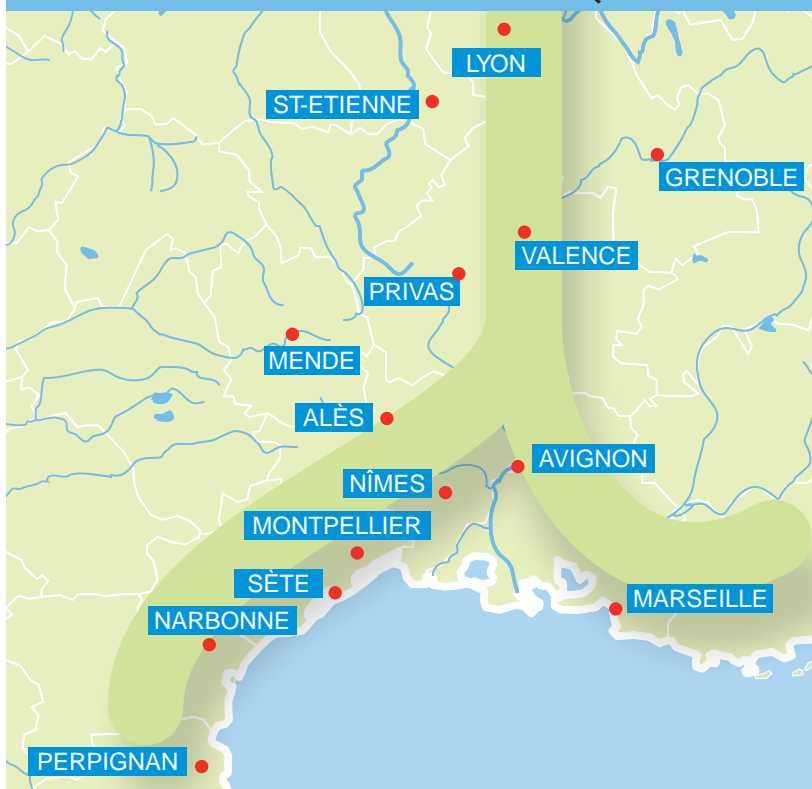 LYON
ST-ETIENNE
GRENOBLE
VALENCE
PRIVAS
MENDE
ALÈS
AVIGNON
NÎMES
MONTPELLIER
SÈTE
MARSEILLE
NARBONNE
PERPIGNAN